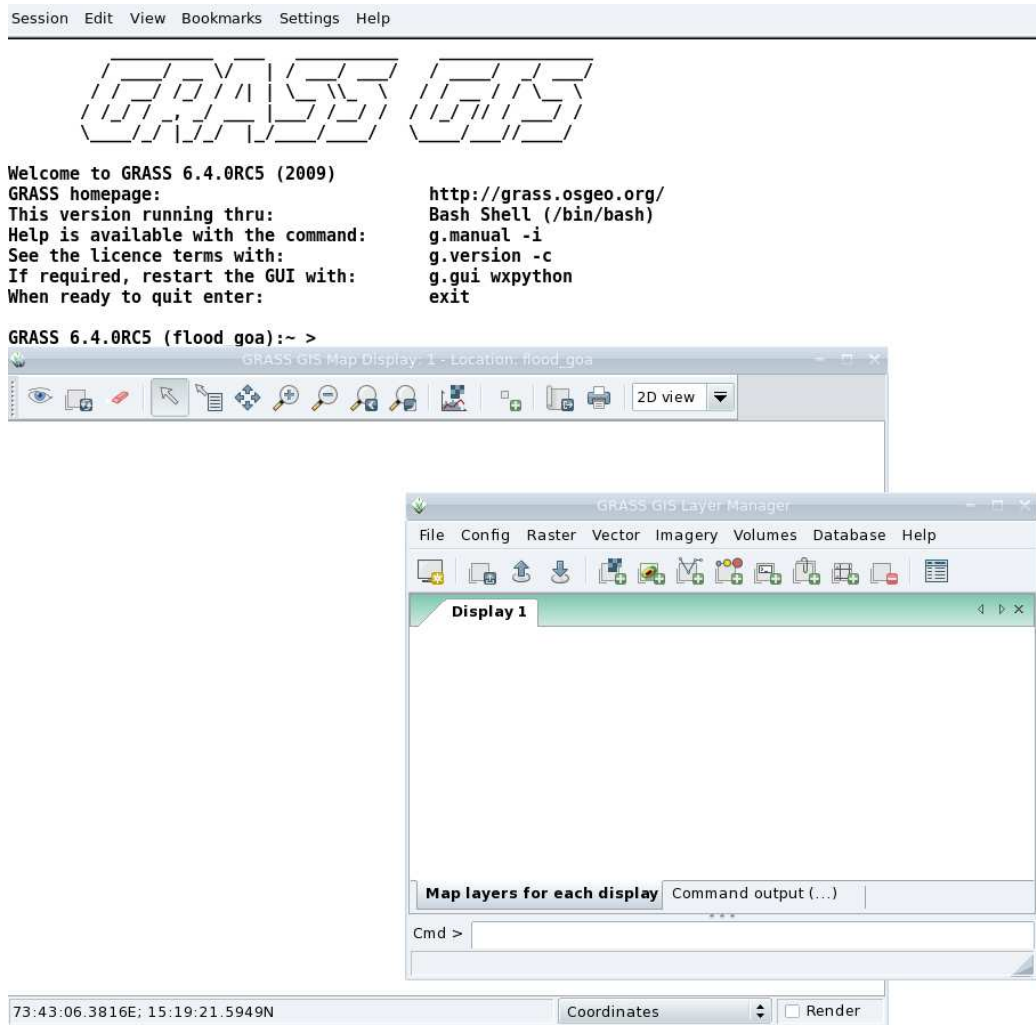 Session Edit View Bookmarks Settings Help
GRASS GIS
Welcome to GRASS 6.4.0RC5 (2009)
GRASS homepage: http://grass.osgeo.org/
This version running thru: Bash Shell (/bin/bash)
Help is available with the command: g.manual -i
See the licence terms with: g.version -c
If required, restart the GUI with: g.gui wxpython
When ready to quit enter: exit
GRASS 6.4.0RC5 (flood_goa):~ >
GRASS GIS Map Display: 1 - Location: flood_goa
2D view
GRASS GIS Layer Manager
File Config Raster Vector Imagery Volumes Database Help
Display 1
Map layers for each display Command output (...)
Cmd >
73:43:06.3816E; 15:19:21.5949N Coordinates Render